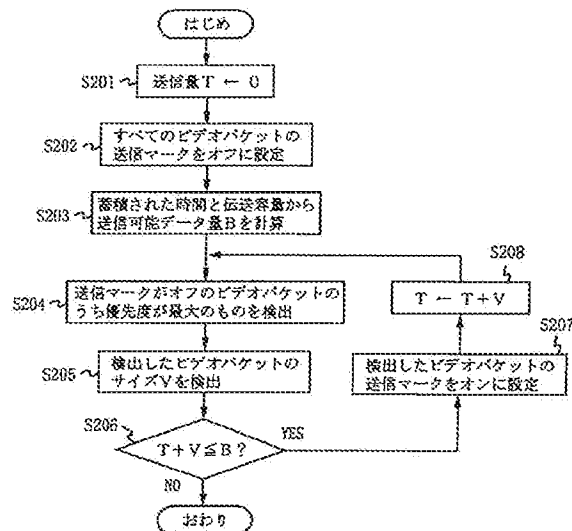 はじめ
S201
送信量T ← 0
S202
すべてのビデオパケットの
送信マークをオフに設定
S203
蓄積された時間と伝送容量から
送信可能データ量Bを計算
S204
送信マークがオフのビデオパケットの
うち優先度が最大のものを検出
S205
検出したビデオパケットの
サイズVを検出
S206
T+V≦B?
YES
NO
S207
検出したビデオパケットの
送信マークをオンに設定
S208
T ← T+V
おわり